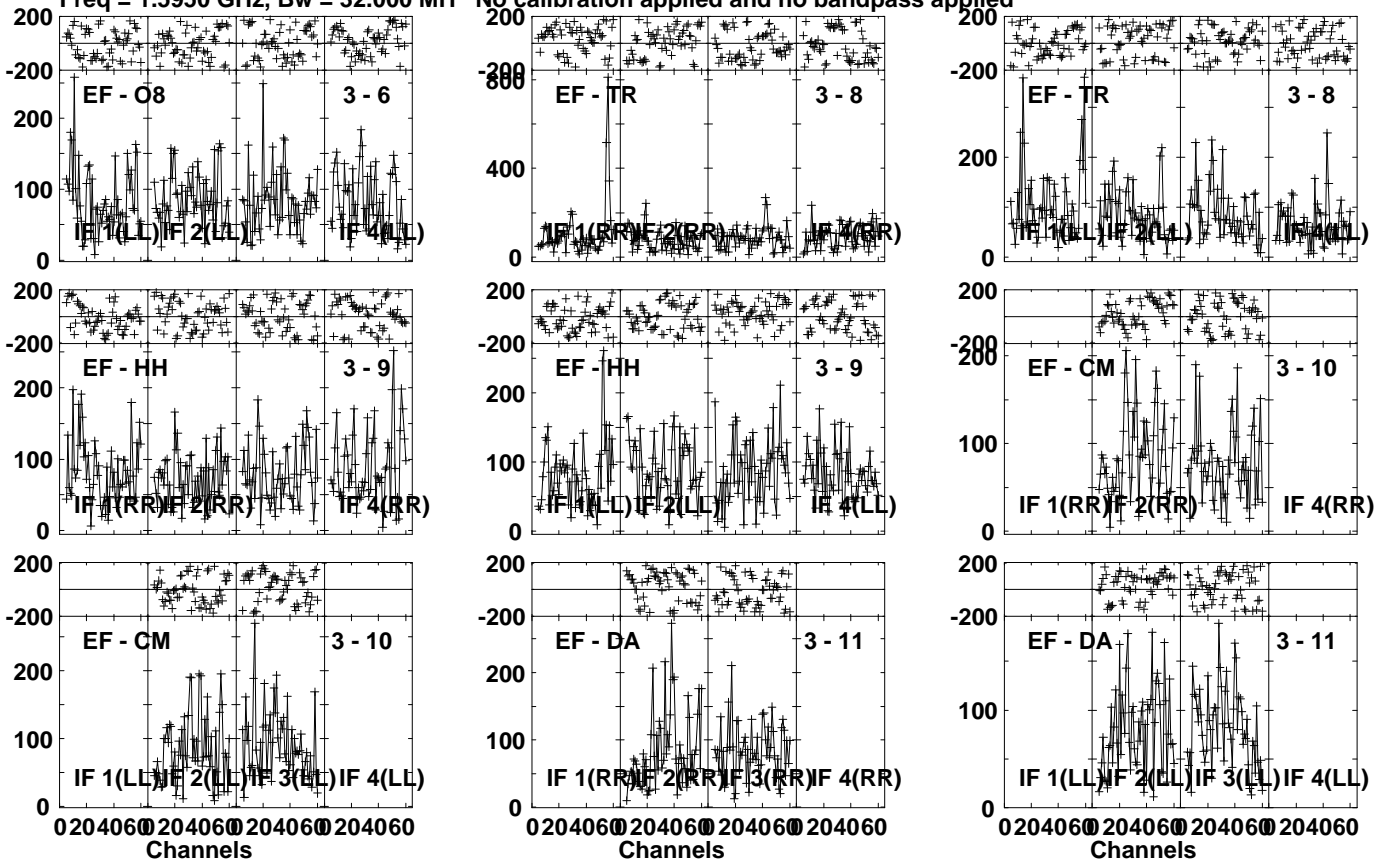 Freq = 1.5950 GHz, Bw = 32.000 MH No calibration applied and no bandpass applied
200
-200
EF - O8 3 - 6
200
100
0
IF 1(LL) IF 2(LL) IF 4(LL)
200
-200
800
EF - TR 3 - 8
400
0
IF 1(RR) IF 2(RR) IF 4(RR)
200
-200
EF - TR 3 - 8
200
0
IF 1(LL) IF 2(LL) IF 4(LL)
200
-200
EF - HH 3 - 9
200
100
0
IF 1(RR) IF 2(RR) IF 4(RR)
200
-200
EF - HH 3 - 9
200
100
0
IF 1(LL) IF 2(LL) IF 4(LL)
200
-200
200
EF - CM 3 - 10
100
0
IF 1(RR) IF 2(RR) IF 4(RR)
200
-200
EF - CM 3 - 10
200
100
0
IF 1(LL) IF 2(LL) IF 3(LL) IF 4(LL)
0 20 40 60 0 20 40 60 0 20 40 60 0 20 40 60
Channels
200
-200
EF - DA 3 - 11
200
100
0
IF 1(RR) IF 2(RR) IF 3(RR) IF 4(RR)
0 20 40 60 0 20 40 60 0 20 40 60 0 20 40 60
Channels
200
-200
EF - DA 3 - 11
100
0
IF 1(LL) IF 2(LL) IF 3(LL) IF 4(LL)
0 20 40 60 0 20 40 60 0 20 40 60 0 20 40 60
Channels